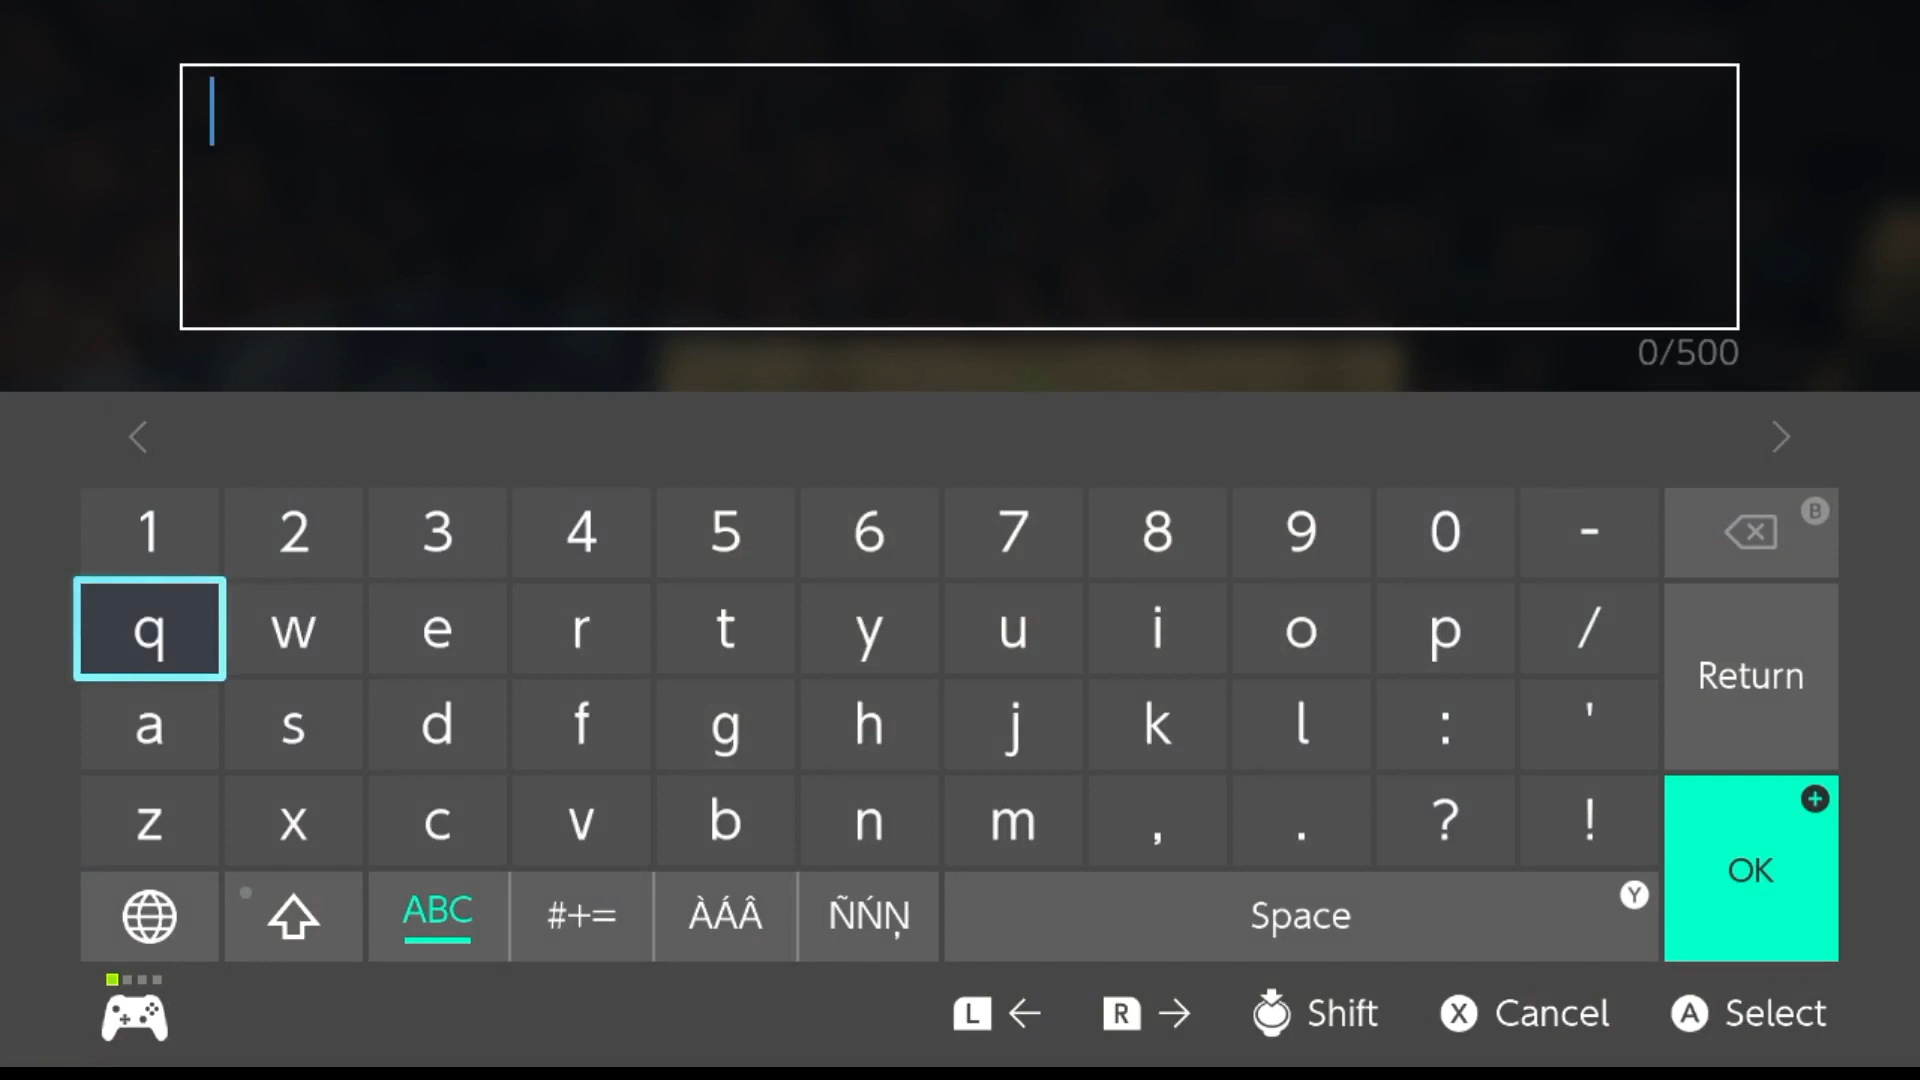 0/500
1 2 3 4 5 6 7 8 9 0 - B
q w e r t y u i o p /
Return
a s d f g h j k l : '
z x c v b n m , . ? ! +
OK
ABC #+= ÀÁÂ ÑŃŅ Space Y
L ← R → Shift X Cancel A Select